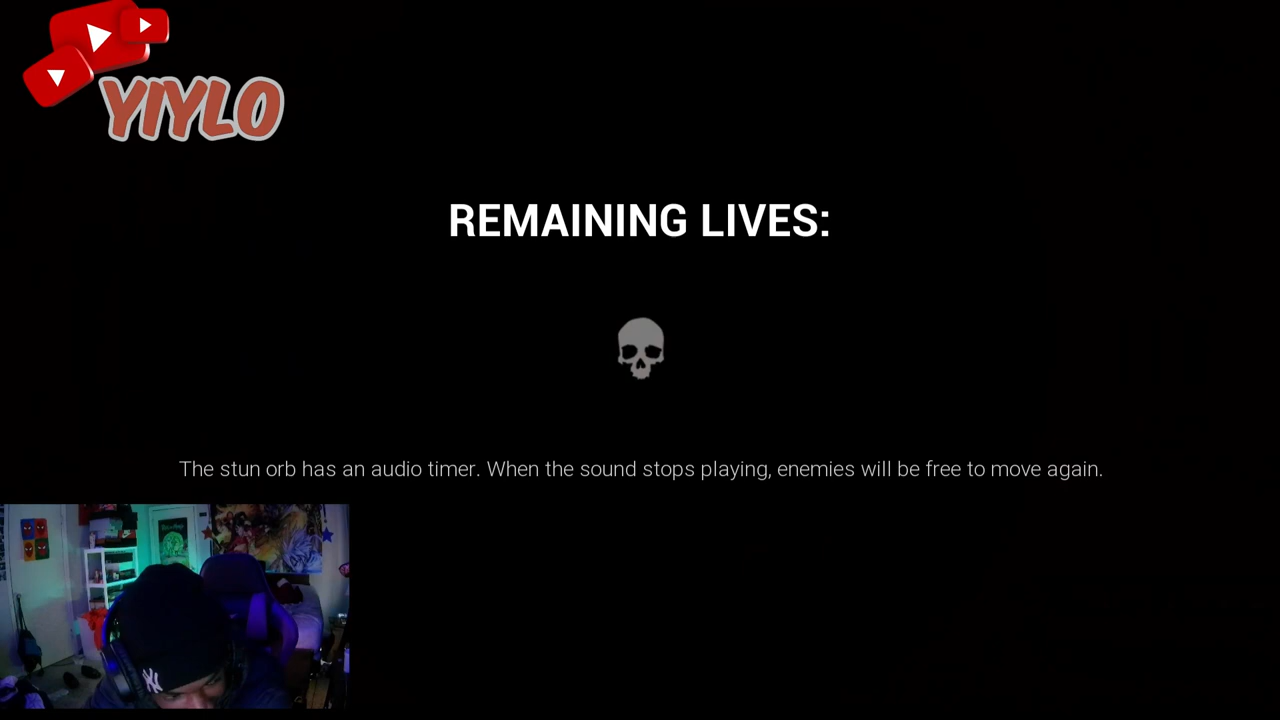 YIYLO
REMAINING LIVES:
The stun orb has an audio timer. When the sound stops playing, enemies will be free to move again.
NY